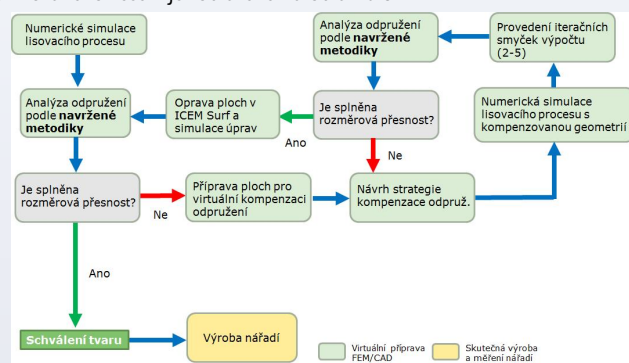 Numerické simulace
lisovacího procesu
Analýza odpružení
podle navržené
metodiky
Provedení iteračních
smyček výpočtu
(2-5)
Analýza odpružení
podle navržené
metodiky
Oprava ploch v
ICEM Surf a
simulace úprav
Ano
Je splněna
rozměrová přesnost?
Ne
Numerická simulace
lisovacího procesu s
kompenzovanou geometrií
Je splněna
rozměrová přesnost?
Ne
Příprava ploch pro
virtuální kompenzaci
odpružení
Návrh strategie
kompenzace odpruž.
Ano
Schválení tvaru
Výroba nářadí
Virtuální příprava
FEM/CAD
Skutečná výroba
a měření nářadí